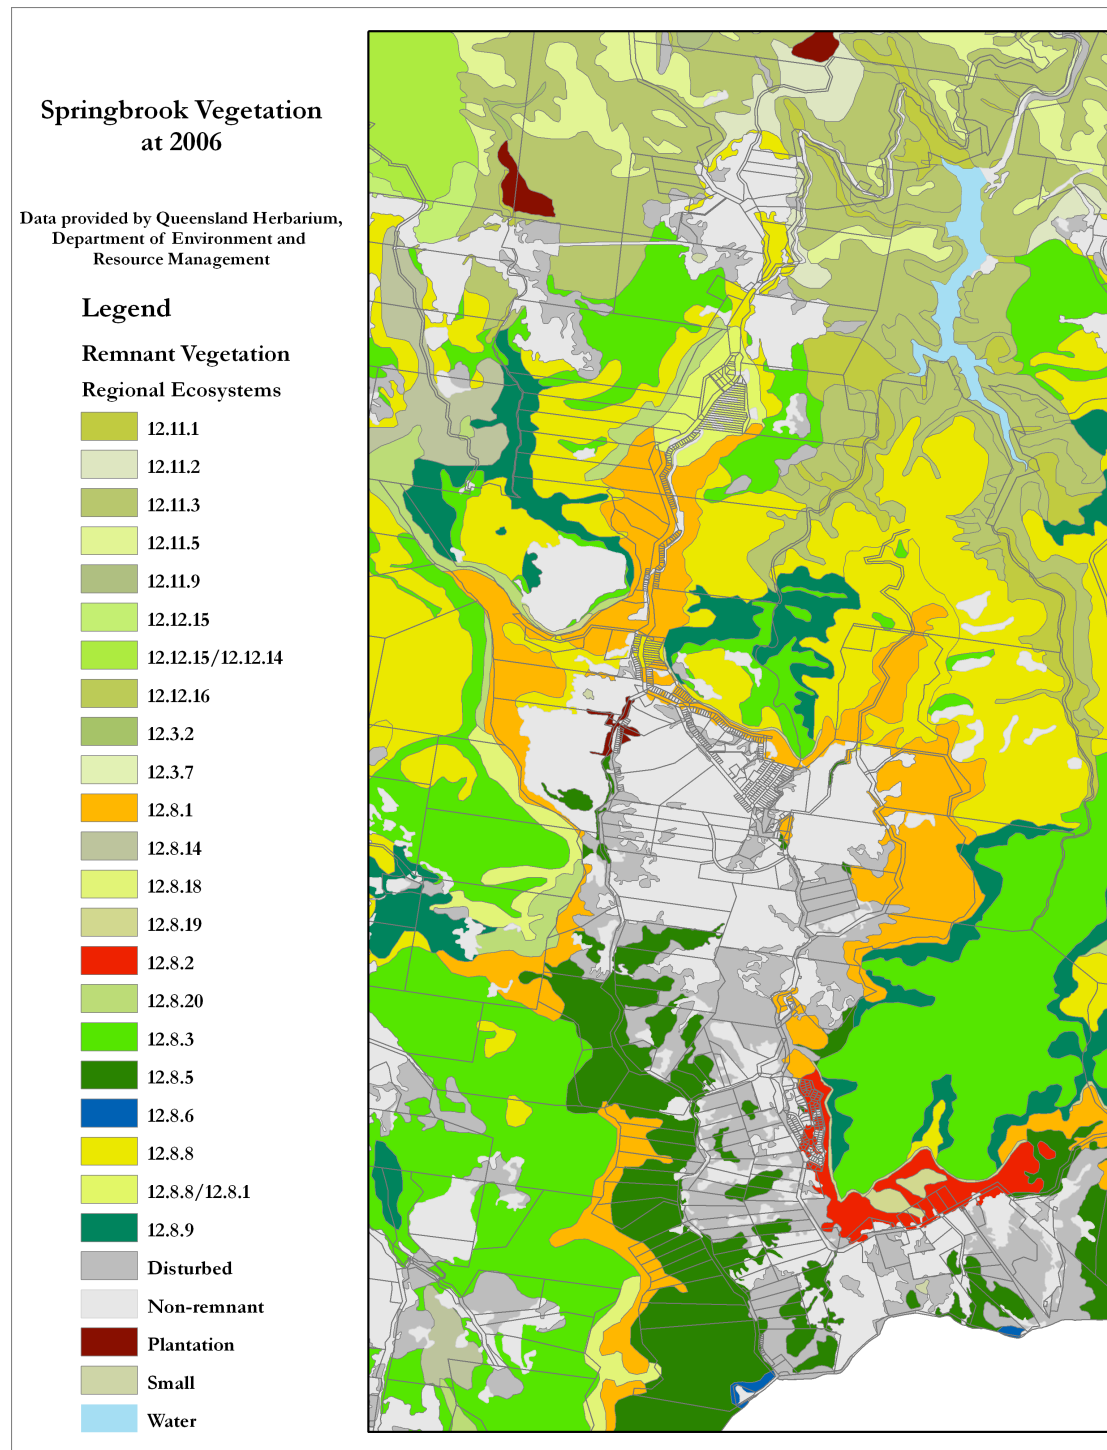 Springbrook Vegetation
at 2006
Data provided by Queensland Herbarium,
Department of Environment and
Resource Management
Legend
Remnant Vegetation
Regional Ecosystems
12.11.1
12.11.2
12.11.3
12.11.5
12.11.9
12.12.15
12.12.15/12.12.14
12.12.16
12.3.2
12.3.7
12.8.1
12.8.14
12.8.18
12.8.19
12.8.2
12.8.20
12.8.3
12.8.5
12.8.6
12.8.8
12.8.8/12.8.1
12.8.9
Disturbed
Non-remnant
Plantation
Small
Water